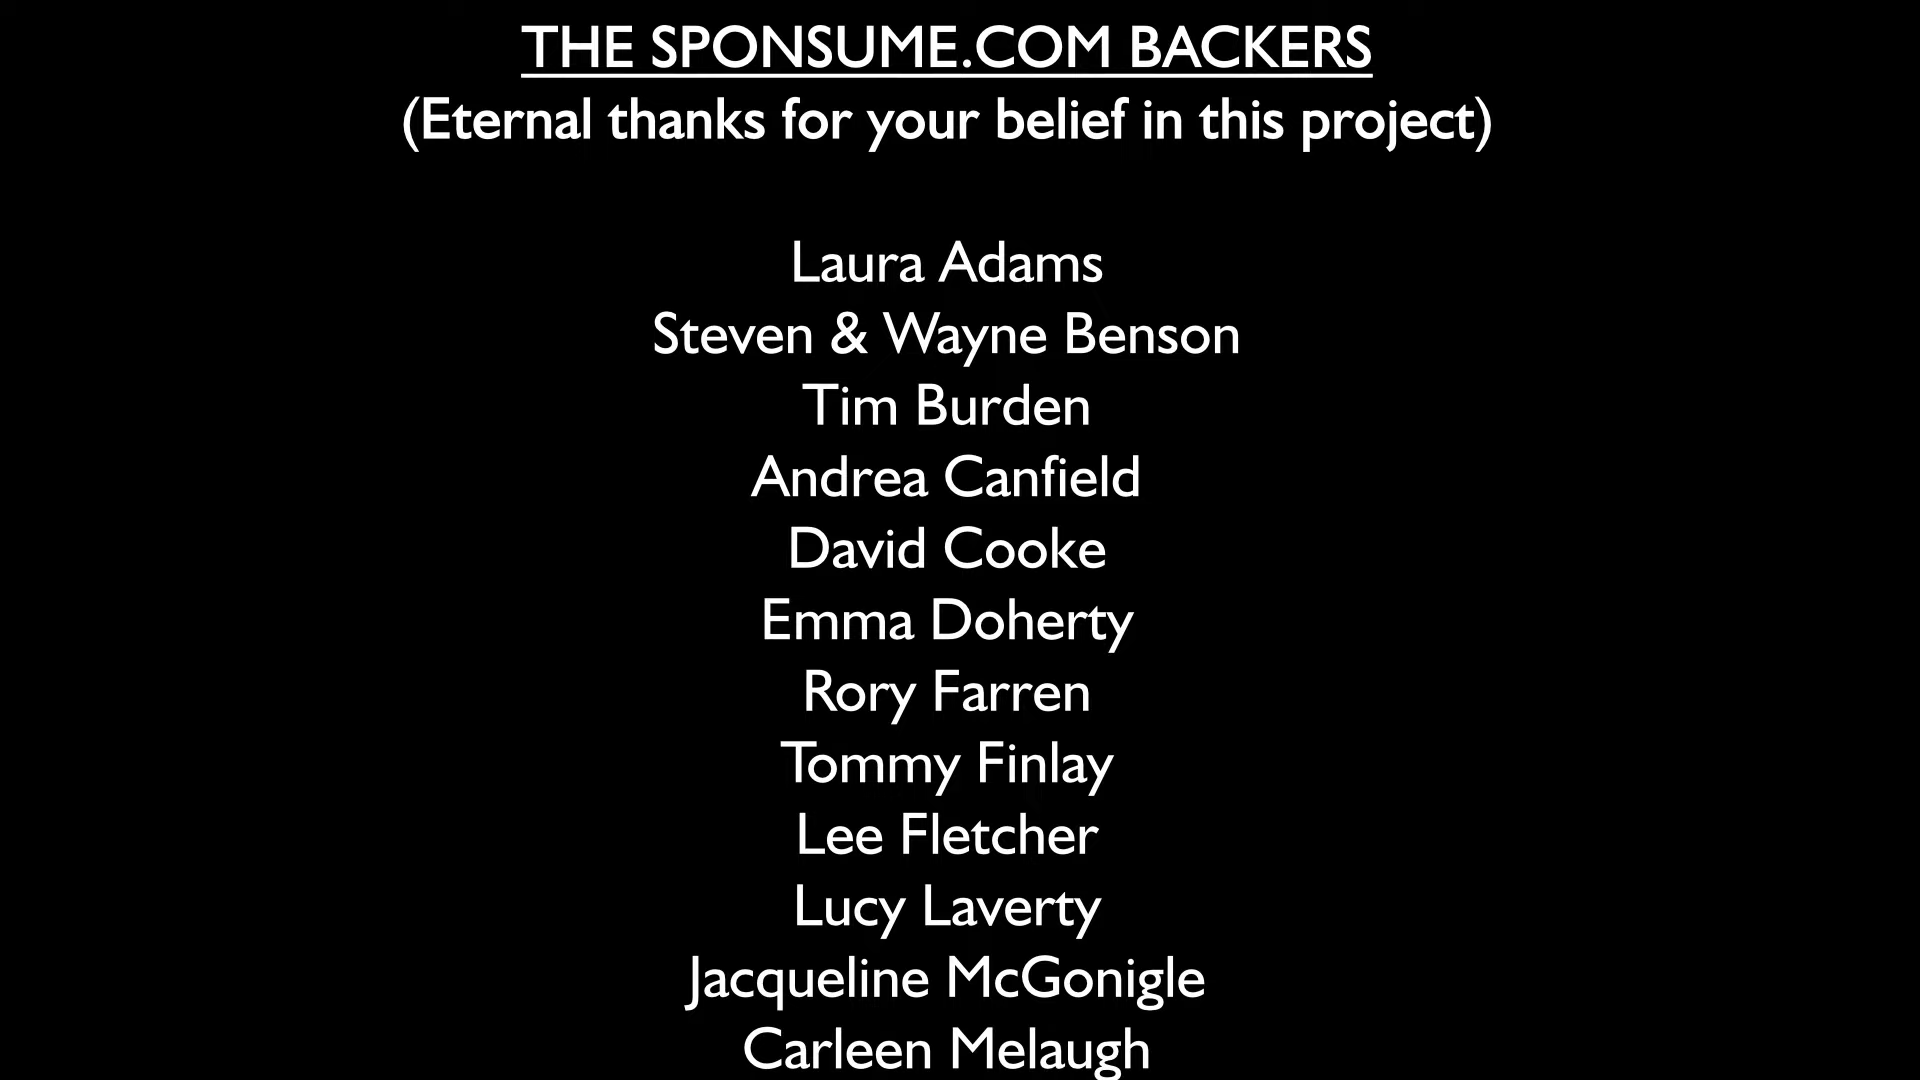 THE SPONSUME.COM BACKERS
(Eternal thanks for your belief in this project)
Laura Adams
Steven & Wayne Benson
Tim Burden
Andrea Canfield
David Cooke
Emma Doherty
Rory Farren
Tommy Finlay
Lee Fletcher
Lucy Laverty
Jacqueline McGonigle
Carleen Melaugh